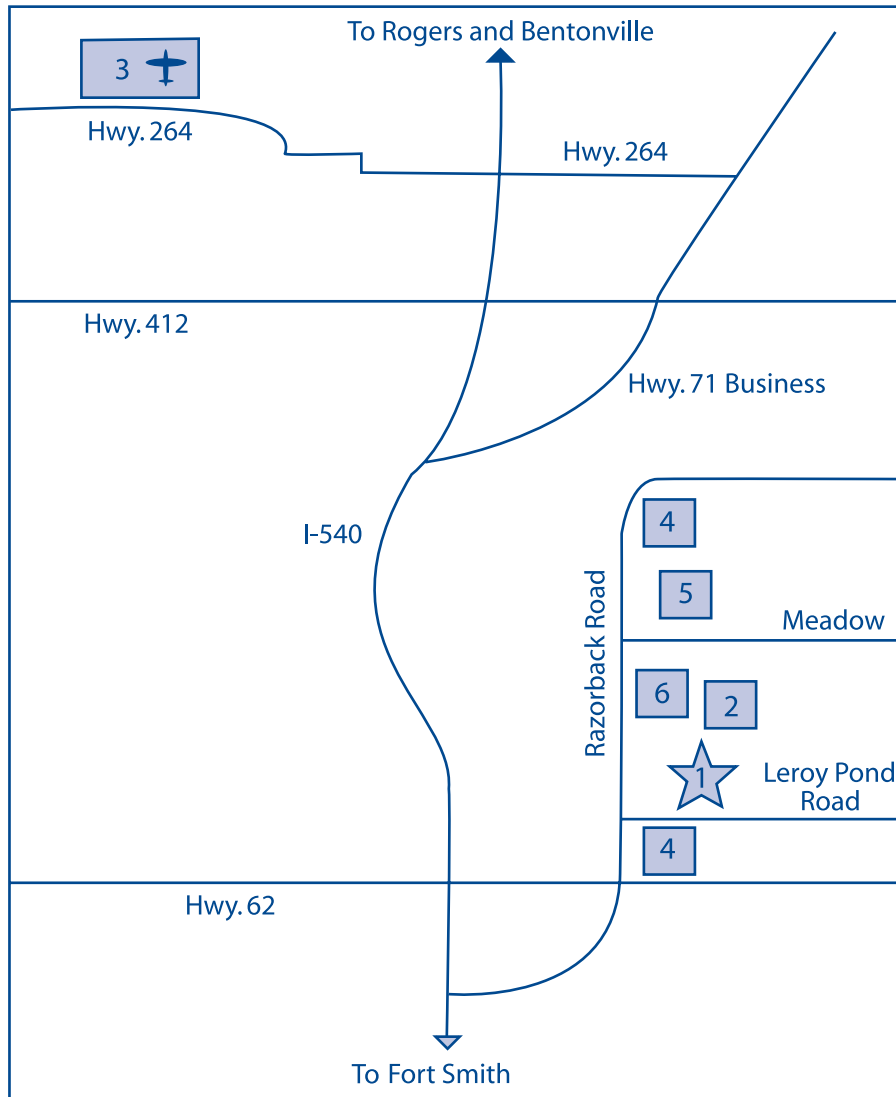 To Rogers and Bentonville
3
Hwy. 264
Hwy. 264
Hwy. 412
Hwy. 71 Business
4
I-540
5
Razorback Road
Meadow
6
2
1
Leroy Pond
Road
4
Hwy. 62
To Fort Smith